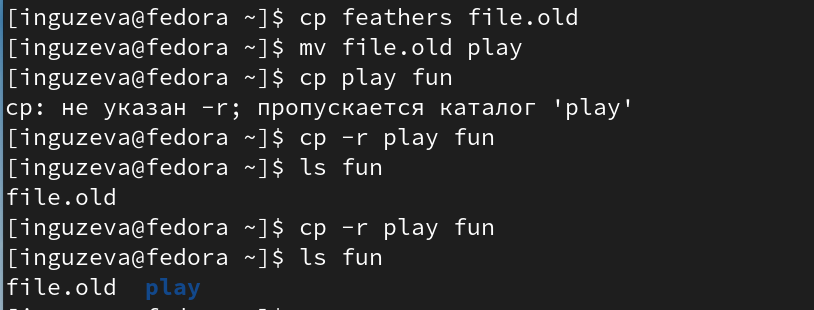 [inguzeva@fedora ~]$ cp feathers file.old
[inguzeva@fedora ~]$ mv file.old play
[inguzeva@fedora ~]$ cp play fun
cp: не указан -r; пропускается каталог 'play'
[inguzeva@fedora ~]$ cp -r play fun
[inguzeva@fedora ~]$ ls fun
file.old
[inguzeva@fedora ~]$ cp -r play fun
[inguzeva@fedora ~]$ ls fun
file.old  play